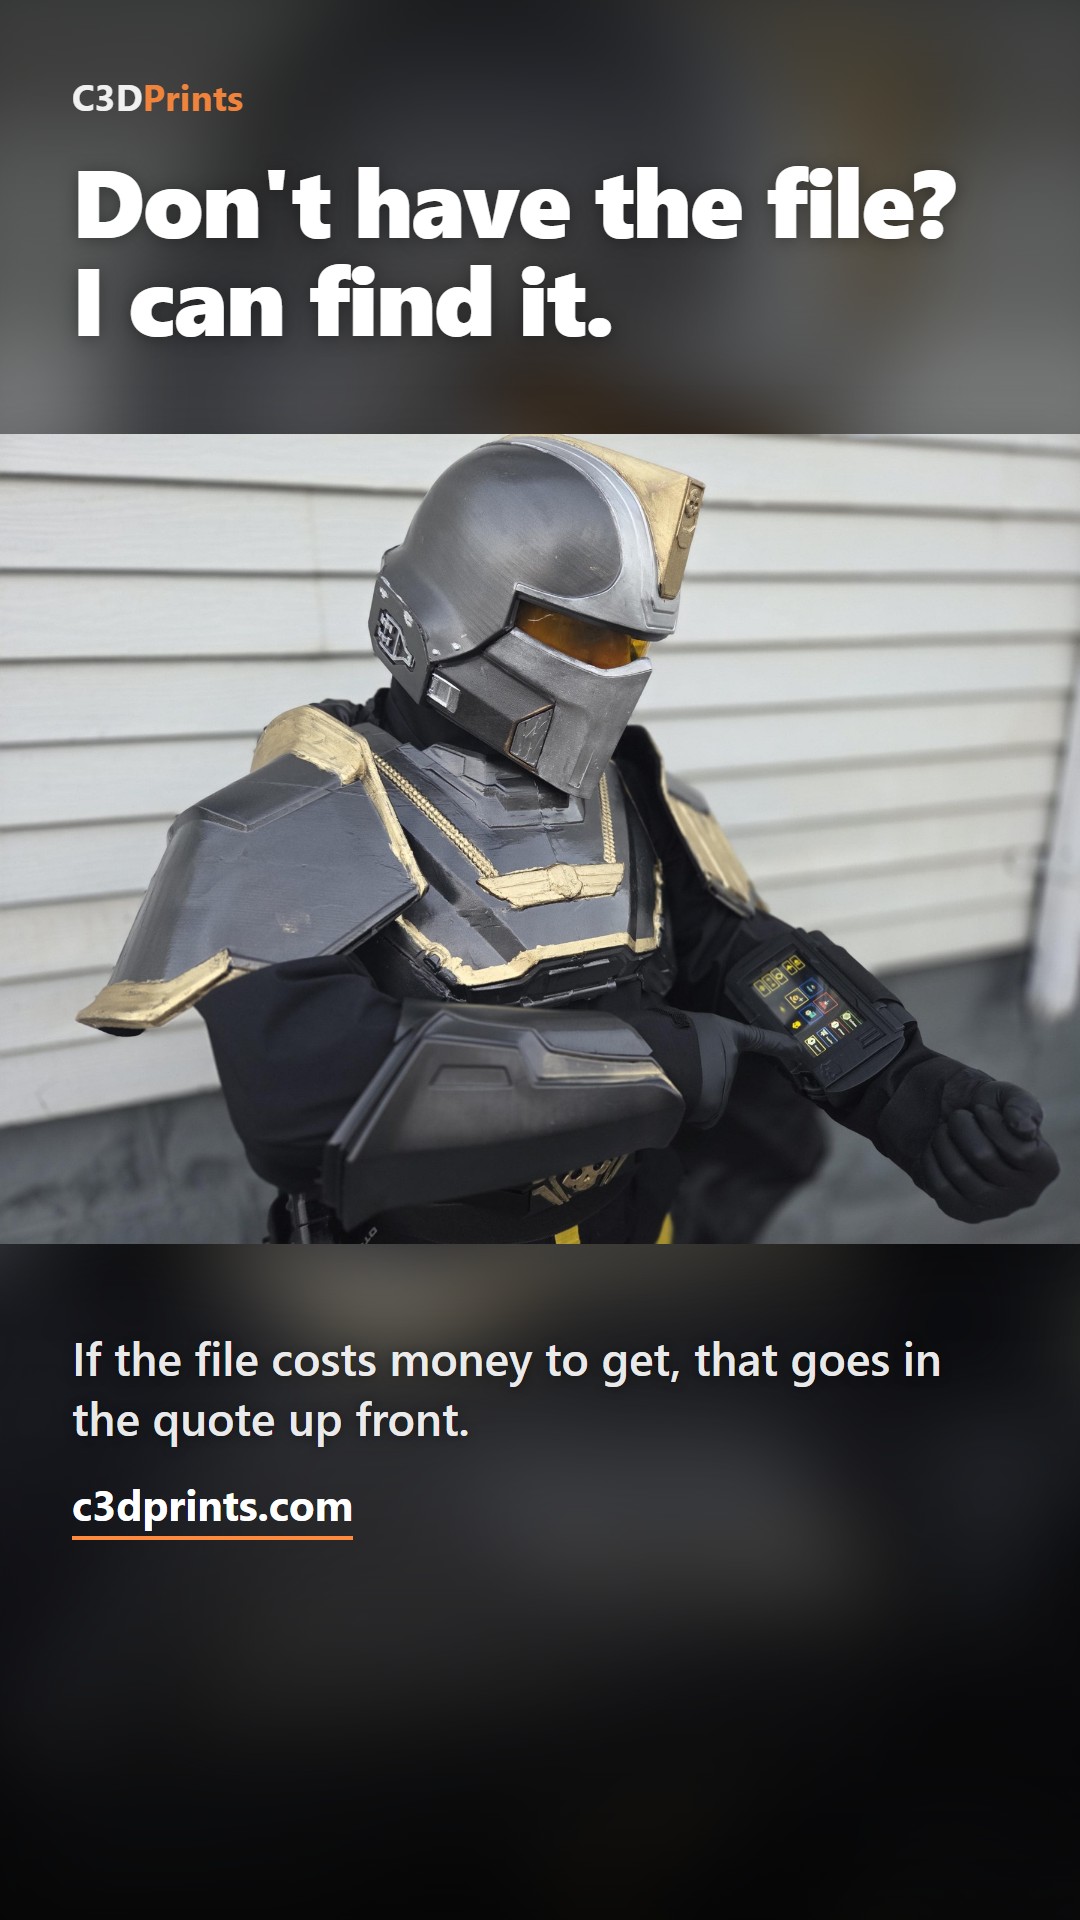 C3DPrints
Don't have the file?
I can find it.
If the file costs money to get, that goes in
the quote up front.
c3dprints.com